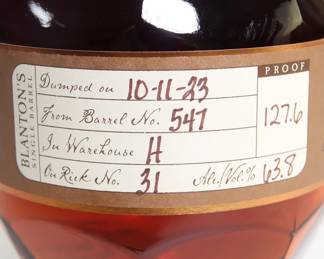 BLANTON'S
SINGLE BARREL
Dumped on 10-11-23
From Barrel No. 547
In Warehouse H
On Rick No. 31 Alc./Vol.% 63.8
PROOF
127.6